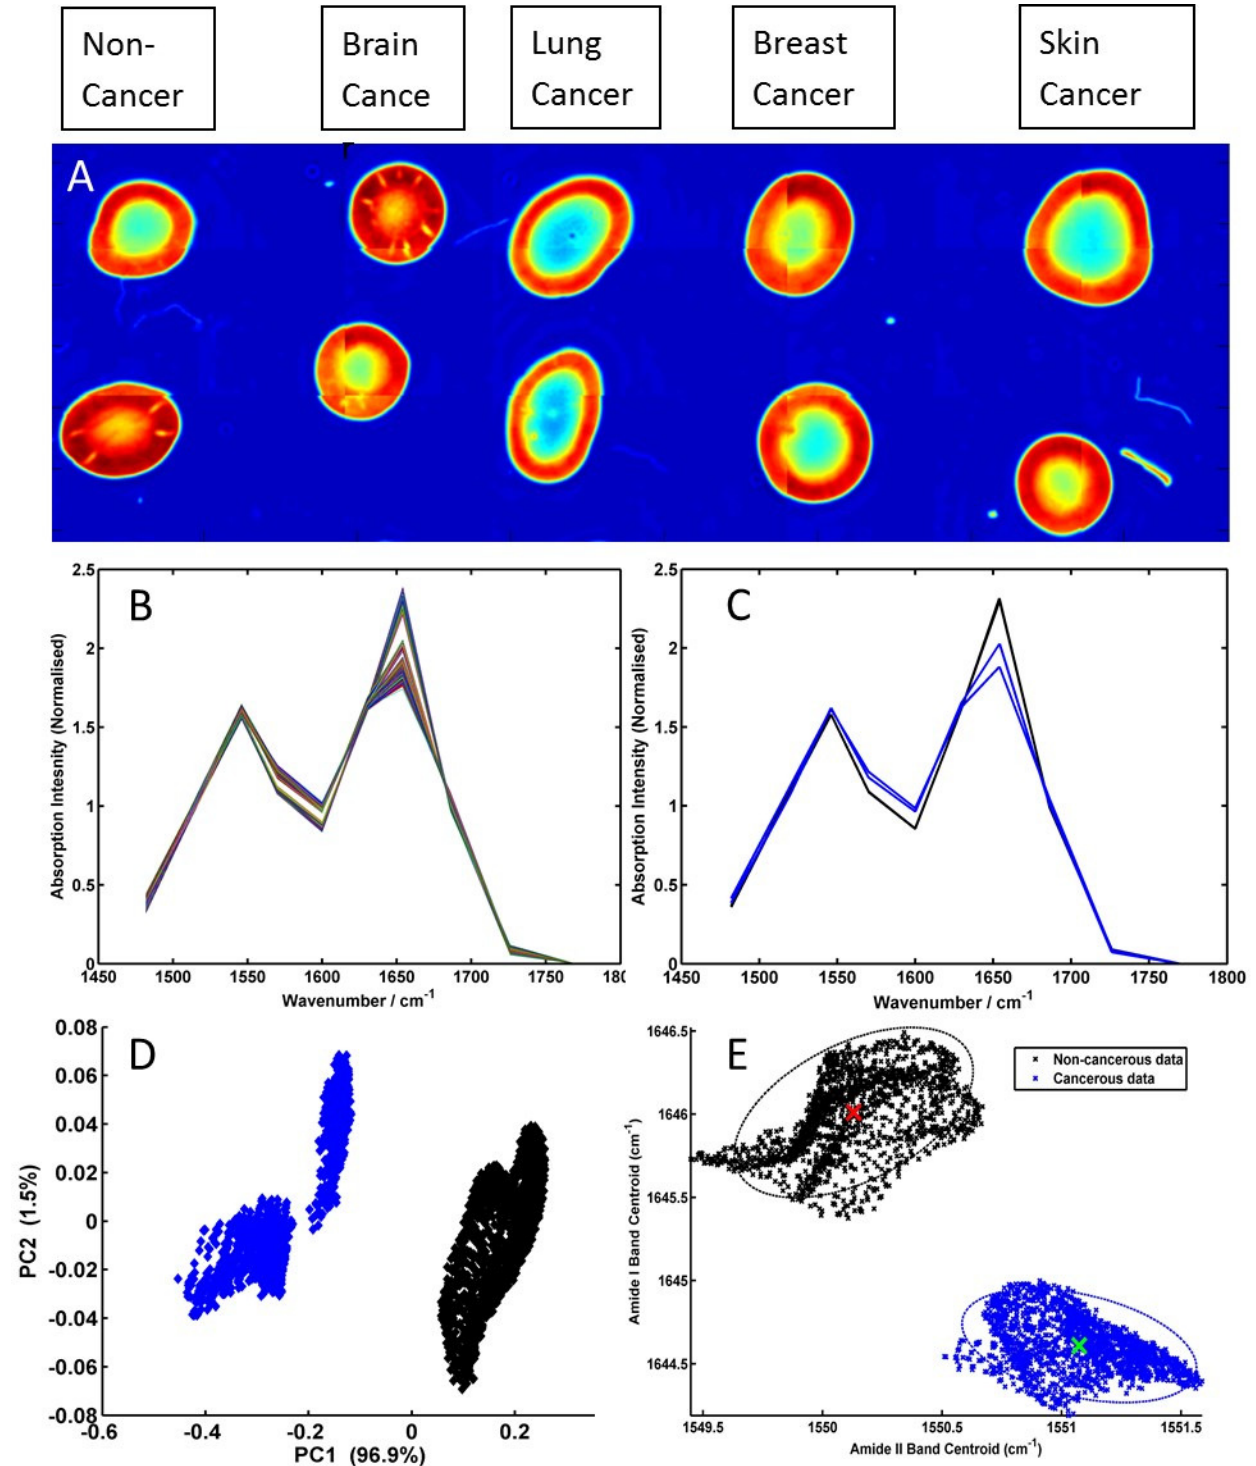 Non-
Cancer
Brain
Cance
Lung
Cancer
Breast
Cancer
Skin
Cancer
A
B
2.5
2
1.5
1
0.5
0
Absorption Intesnity (Normalised)
1450 1500 1550 1600 1650 1700 1750 180
Wavenumber / cm-1
C
2.5
2
1.5
1
0.5
0
Absorption Intensity (Normalised)
1450 1500 1550 1600 1650 1700 1750 1800
Wavenumber / cm-1
D
0.08
0.06
0.04
0.02
0
-0.02
-0.04
-0.06
-0.08
PC2 (1.5%)
-0.6 -0.4 -0.2 0 0.2
PC1 (96.9%)
E
Non-cancerous data
Cancerous data
1646.5
1646
1645.5
1645
1644.5
Amide I Band Centroid (cm-1)
1549.5 1550 1550.5 1551 1551.5
Amide II Band Centroid (cm-1)